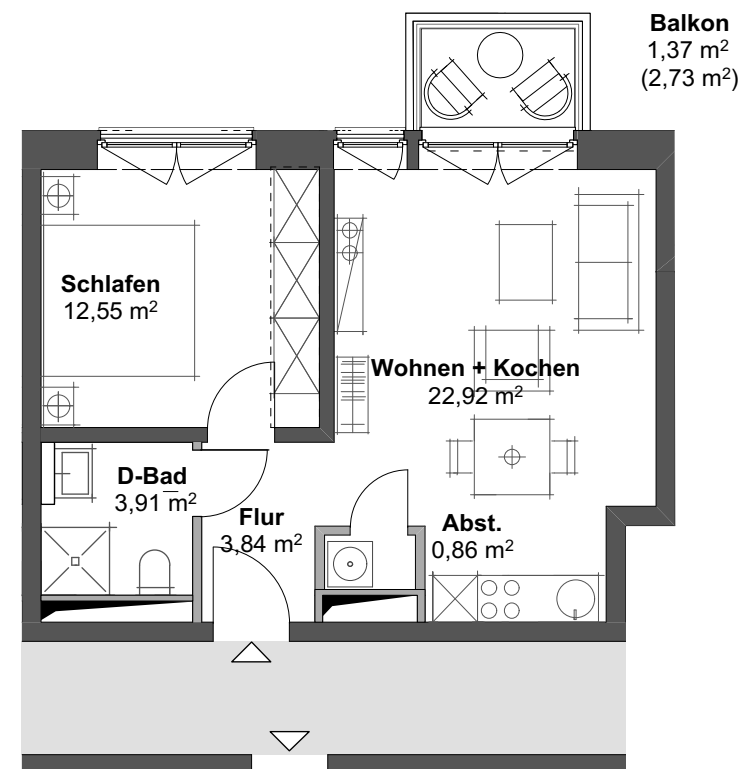 Balkon
1,37 m²
(2,73 m²)
Schlafen
12,55 m²
Wohnen + Kochen
22,92 m²
D-Bad
3,91 m²
Flur
3,84 m²
Abst.
0,86 m²